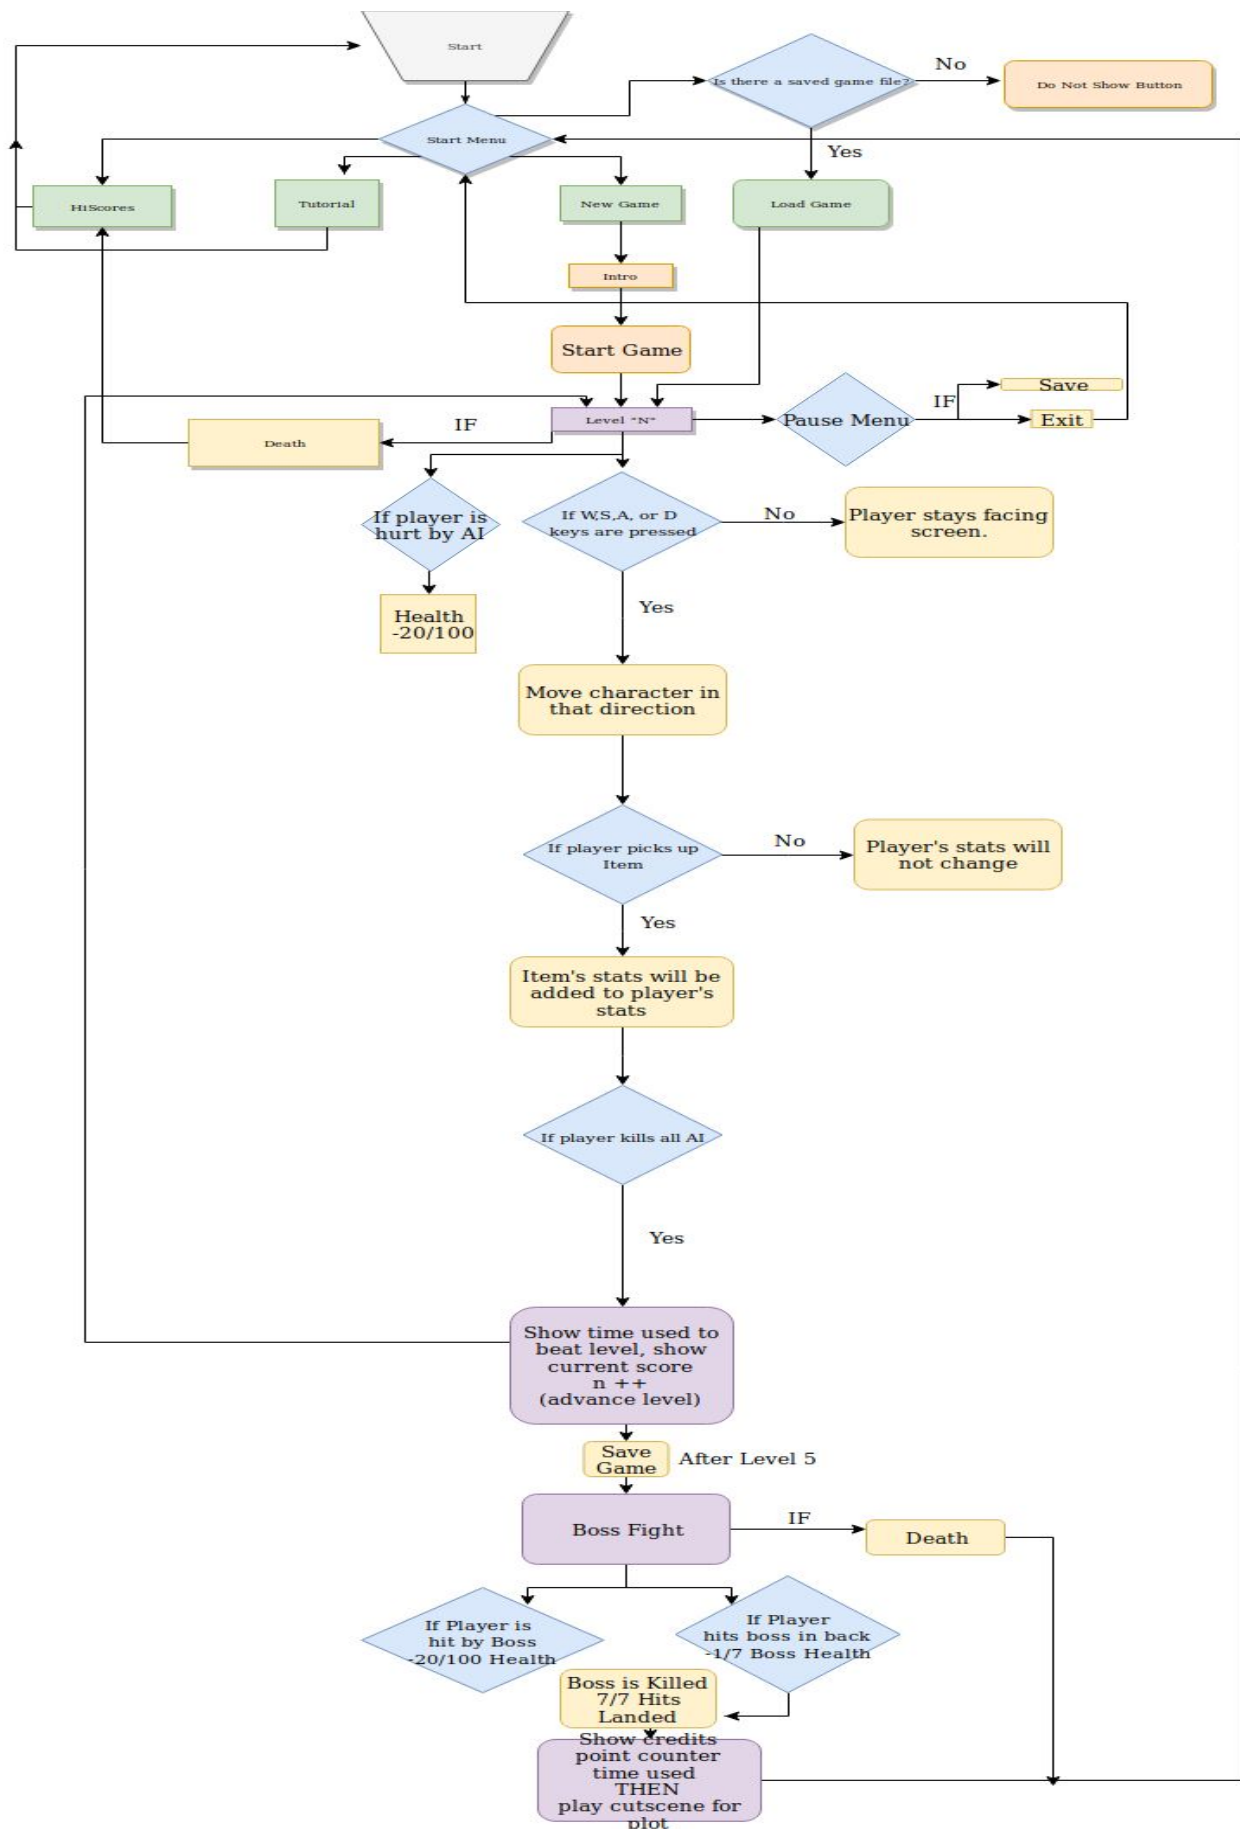 Start
Is there a saved game file?
No
Do Not Show Button
Start Menu
Yes
HiScores
Tutorial
New Game
Load Game
Intro
Start Game
Save
IF
Level "N"
Pause Menu
Exit
IF
Death
If player is
hurt by AI
If W,S,A, or D
keys are pressed
No
Player stays facing
screen.
Health
-20/100
Yes
Move character in
that direction
If player picks up
Item
No
Player's stats will
not change
Yes
Item's stats will be
added to player's
stats
If player kills all AI
Yes
Show time used to
beat level, show
current score
n ++
(advance level)
Save
Game
After Level 5
Boss Fight
IF
Death
If Player is
hit by Boss
-20/100 Health
If Player
hits boss in back
-1/7 Boss Health
Boss is Killed
7/7 Hits
Landed
Show credits
point counter
time used
THEN
play cutscene for
plot